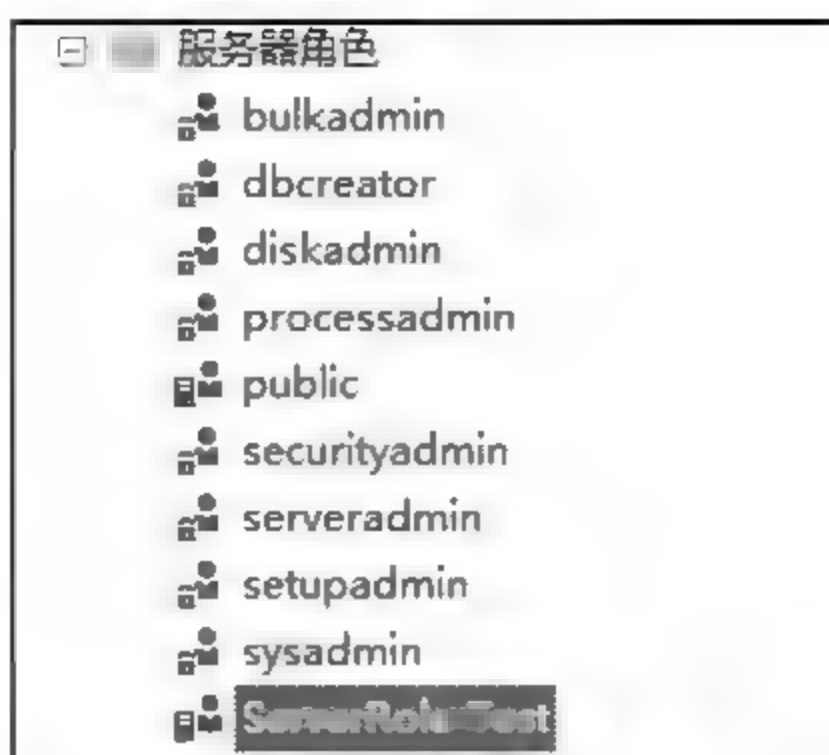 服务器角色
bulkadmin
dbcreator
diskadmin
processadmin
public
securityadmin
serveradmin
setupadmin
sysadmin